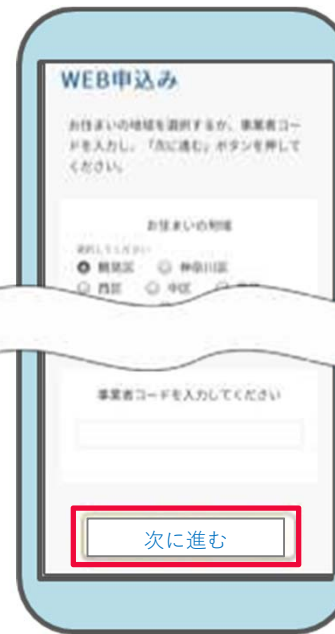 WEB申込み
お住まいの地域を選択するか、事業者コー
ドを入力し、「次に進む」ボタンを押して
ください。
お住まいの地域
選択してください
鶴見区 神奈川区
西区 中区
事業者コードを入力してください
次に進む